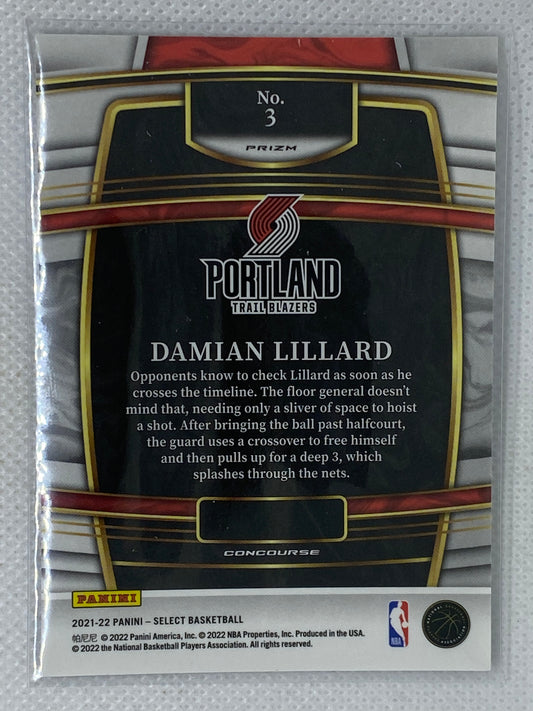 No.
3
PRIZM
PORTLAND
TRAIL BLAZERS
DAMIAN LILLARD
Opponents know to check Lillard as soon as he
crosses the timeline. The floor general doesn't
mind that, needing only a sliver of space to hoist
a shot. After bringing the ball past halfcourt,
the guard uses a crossover to free himself
and then pulls up for a deep 3, which
splashes through the nets.
CONCOURSE
PANINI
2021-22 PANINI – SELECT BASKETBALL
帕尼尼 © 2022 Panini America, Inc. © 2022 NBA Properties, Inc. Produced in the USA.
© 2022 the National Basketball Players Association. All rights reserved.
NBA